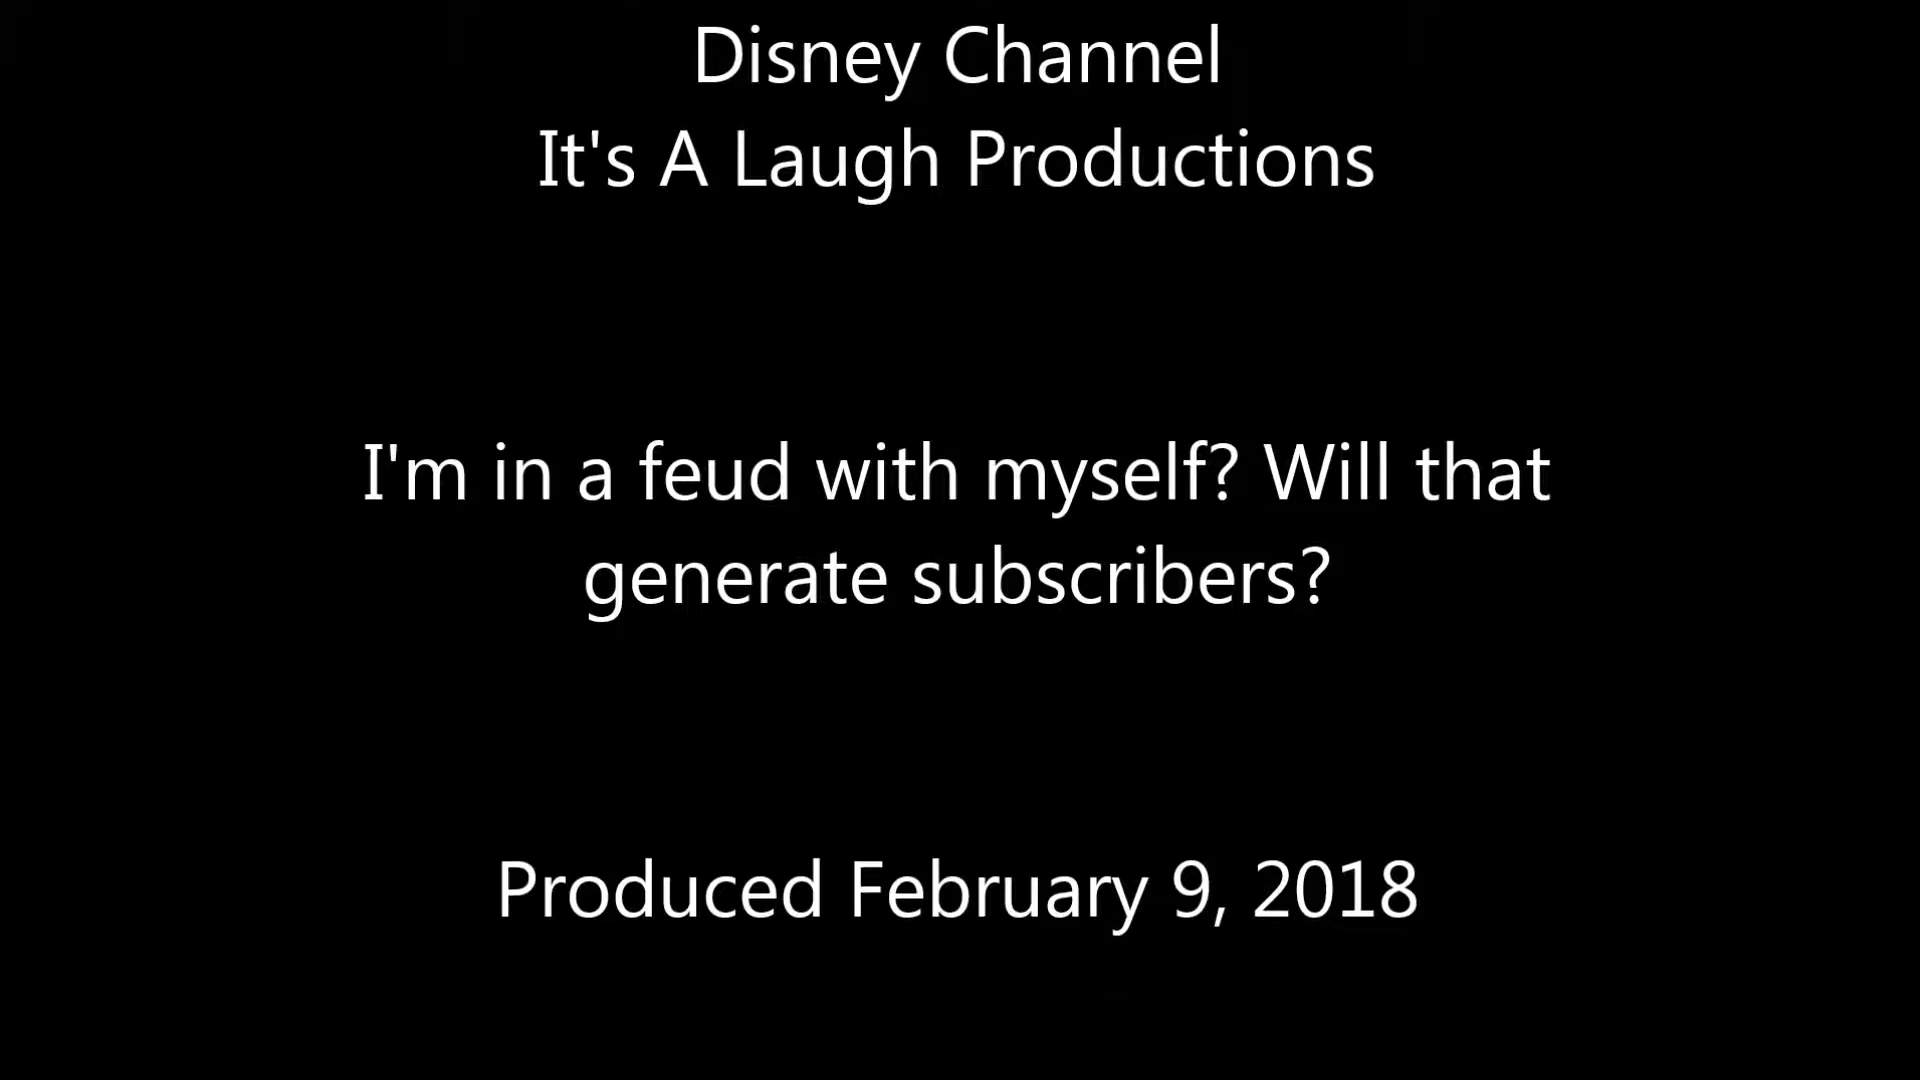 Disney Channel
It's A Laugh Productions
I'm in a feud with myself? Will that
generate subscribers?
Produced February 9, 2018